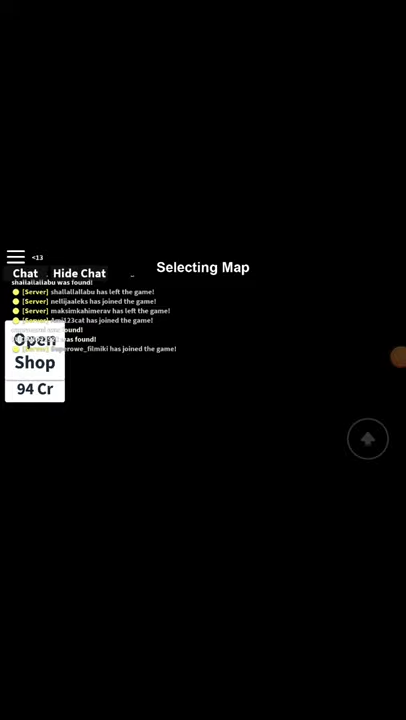 <13
Selecting Map
Chat
Hide Chat
shallallallabu was found!
[Server] shallallallabu has left the game!
[Server] nellijaaleks has joined the game!
[Server] maksimkahimerav has left the game!
[Server] has joined the game!
found!
was found!
has joined the game!
Open
Shop
94 Cr